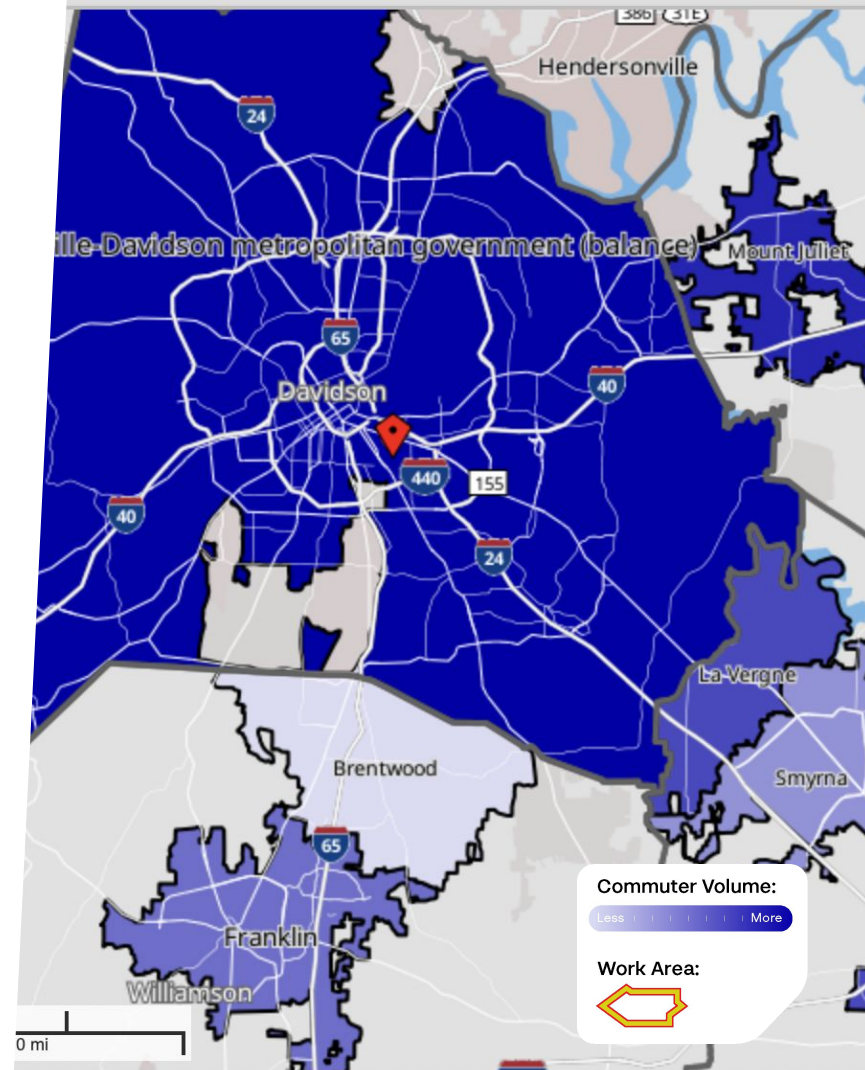 386 31E
Hendersonville
24
ille-Davidson metropolitan government (balance)
Mount Juliet
65
Davidson
40
440
155
40
24
La Vergne
Brentwood
Smyrna
65
Commuter Volume:
Less More
Franklin
Work Area:
Williamson
0 mi